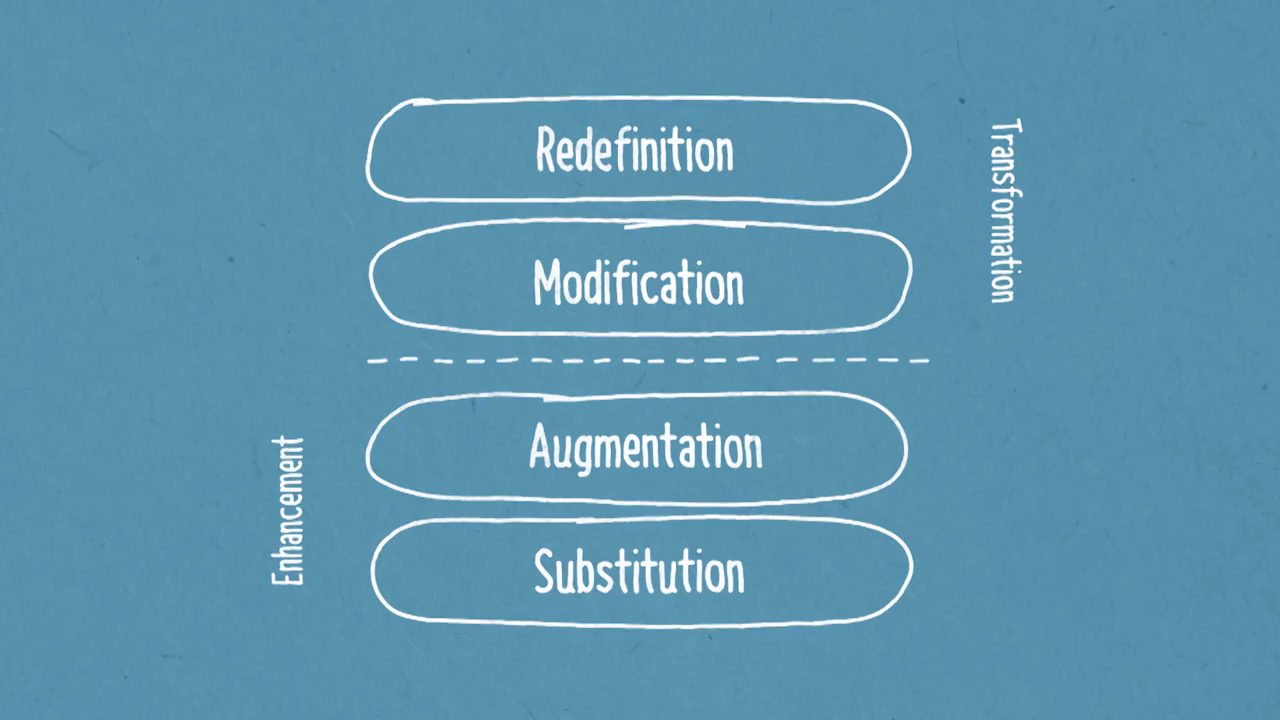 Redefinition
Transformation
Modification
Augmentation
Enhancement
Substitution